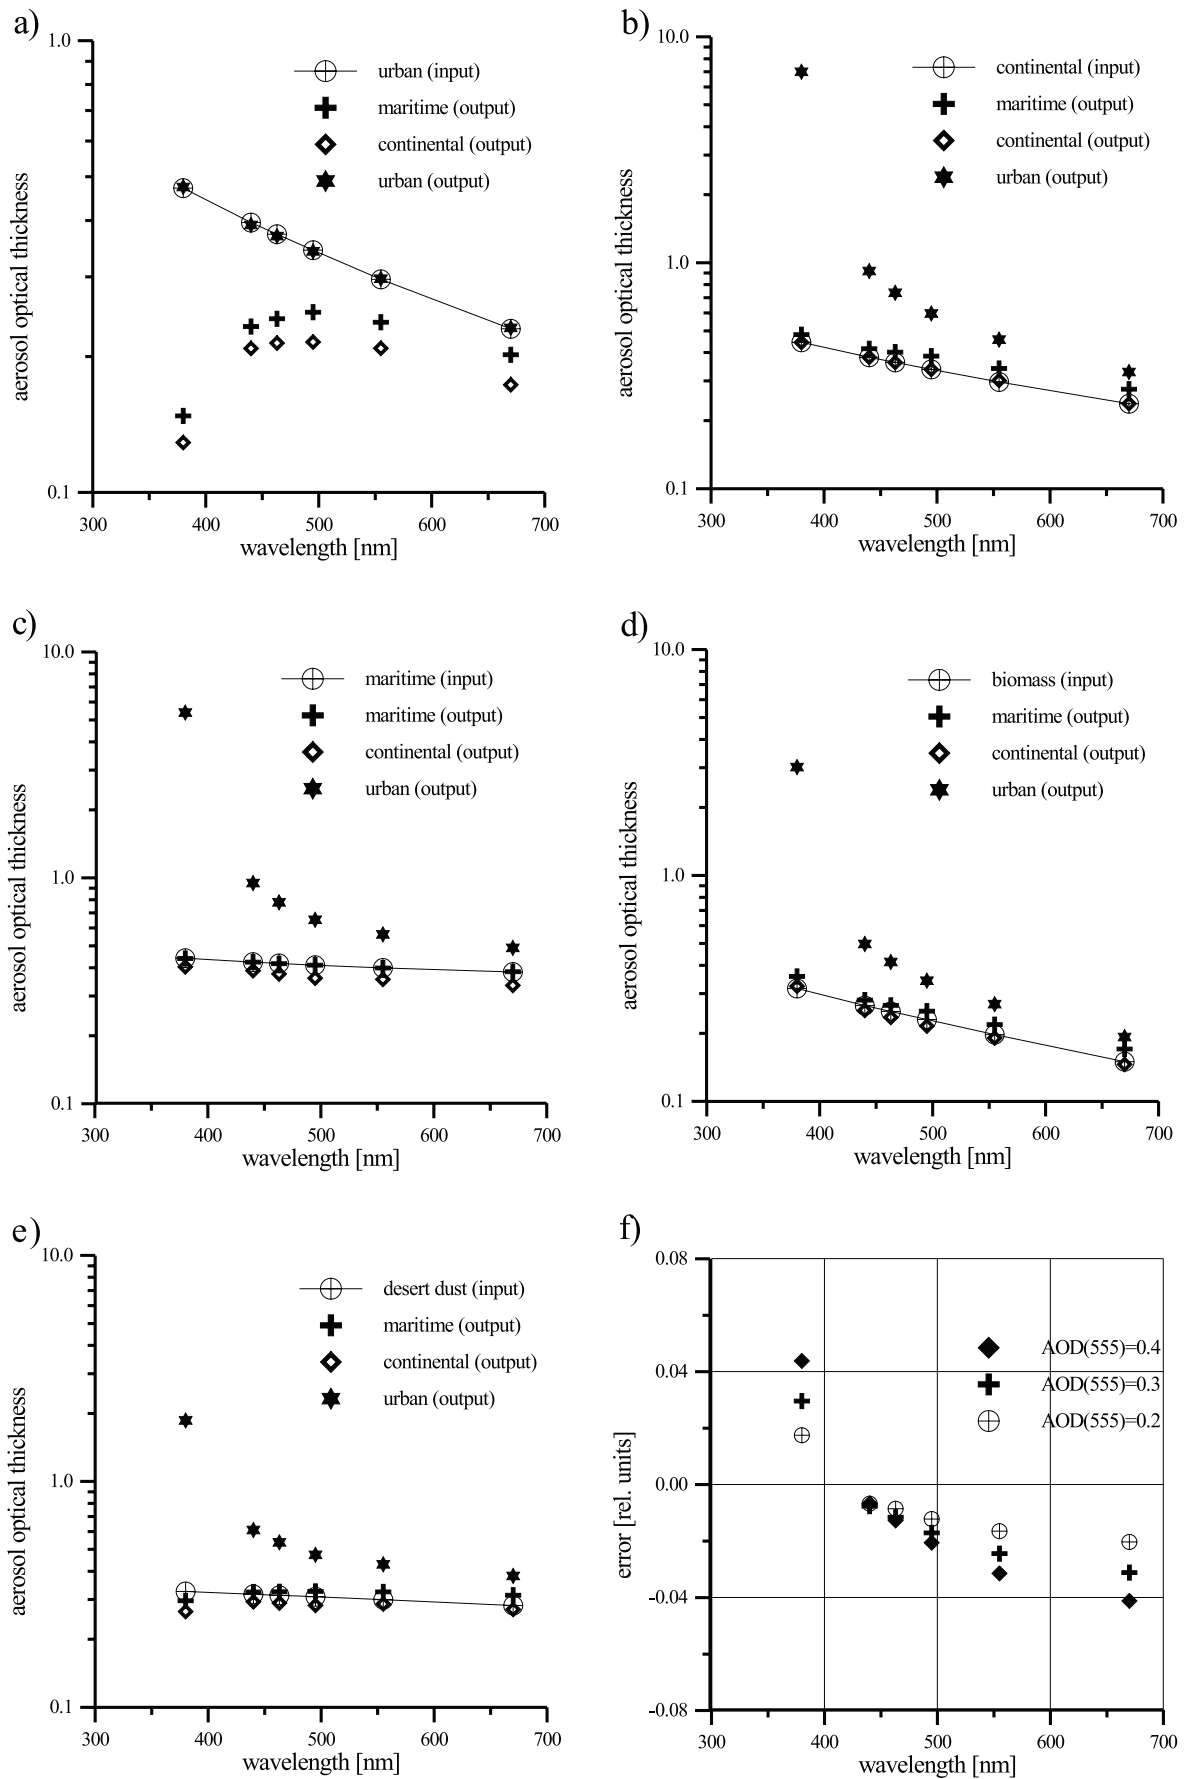 a)
1.0
urban (input)
maritime (output)
continental (output)
urban (output)
aerosol optical thickness
0.1
300 400 500 600 700
wavelength [nm]
b)
10.0
continental (input)
maritime (output)
continental (output)
urban (output)
aerosol optical thickness
1.0
0.1
300 400 500 600 700
wavelength [nm]
c)
10.0
maritime (input)
maritime (output)
continental (output)
urban (output)
aerosol optical thickness
1.0
0.1
300 400 500 600 700
wavelength [nm]
d)
10.0
biomass (input)
maritime (output)
continental (output)
urban (output)
aerosol optical thickness
1.0
0.1
300 400 500 600 700
wavelength [nm]
e)
10.0
desert dust (input)
maritime (output)
continental (output)
urban (output)
aerosol optical thickness
1.0
0.1
300 400 500 600 700
wavelength [nm]
f)
0.08
AOD(555)=0.4
0.04
AOD(555)=0.3
AOD(555)=0.2
error [rel. units]
0.00
-0.04
-0.08
300 400 500 600 700
wavelength [nm]